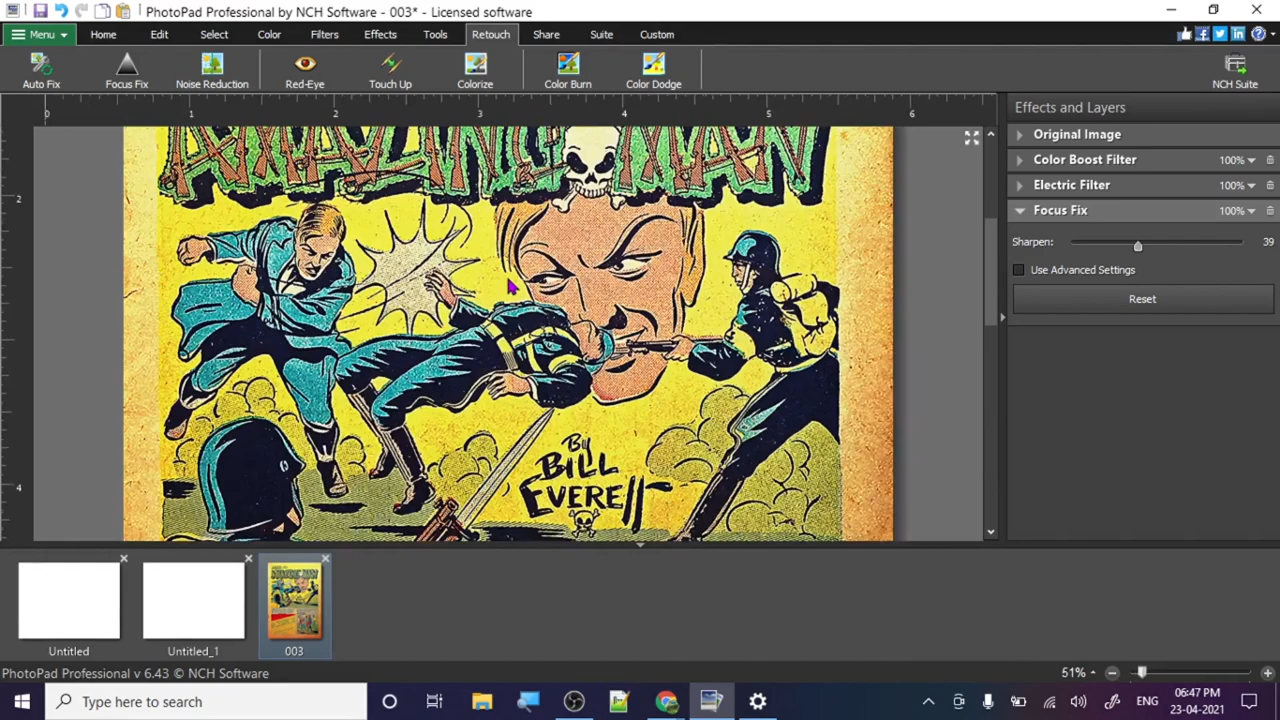 PhotoPad Professional by NCH Software - 003* - Licensed software
Menu Home Edit Select Color Filters Effects Tools Retouch Share Suite Custom
Auto Fix Focus Fix Noise Reduction Red-Eye Touch Up Colorize Color Burn Color Dodge NCH Suite
0 1 2 3 4 5 6
Effects and Layers
Original Image
Color Boost Filter 100%
Electric Filter 100%
Focus Fix 100%
Sharpen: 39
Use Advanced Settings
Reset
2
4
AMAZING MAN
By
BILL
EVERETT
Untitled Untitled_1 003
PhotoPad Professional v 6.43 © NCH Software 51%
Type here to search
ENG 06:47 PM
23-04-2021